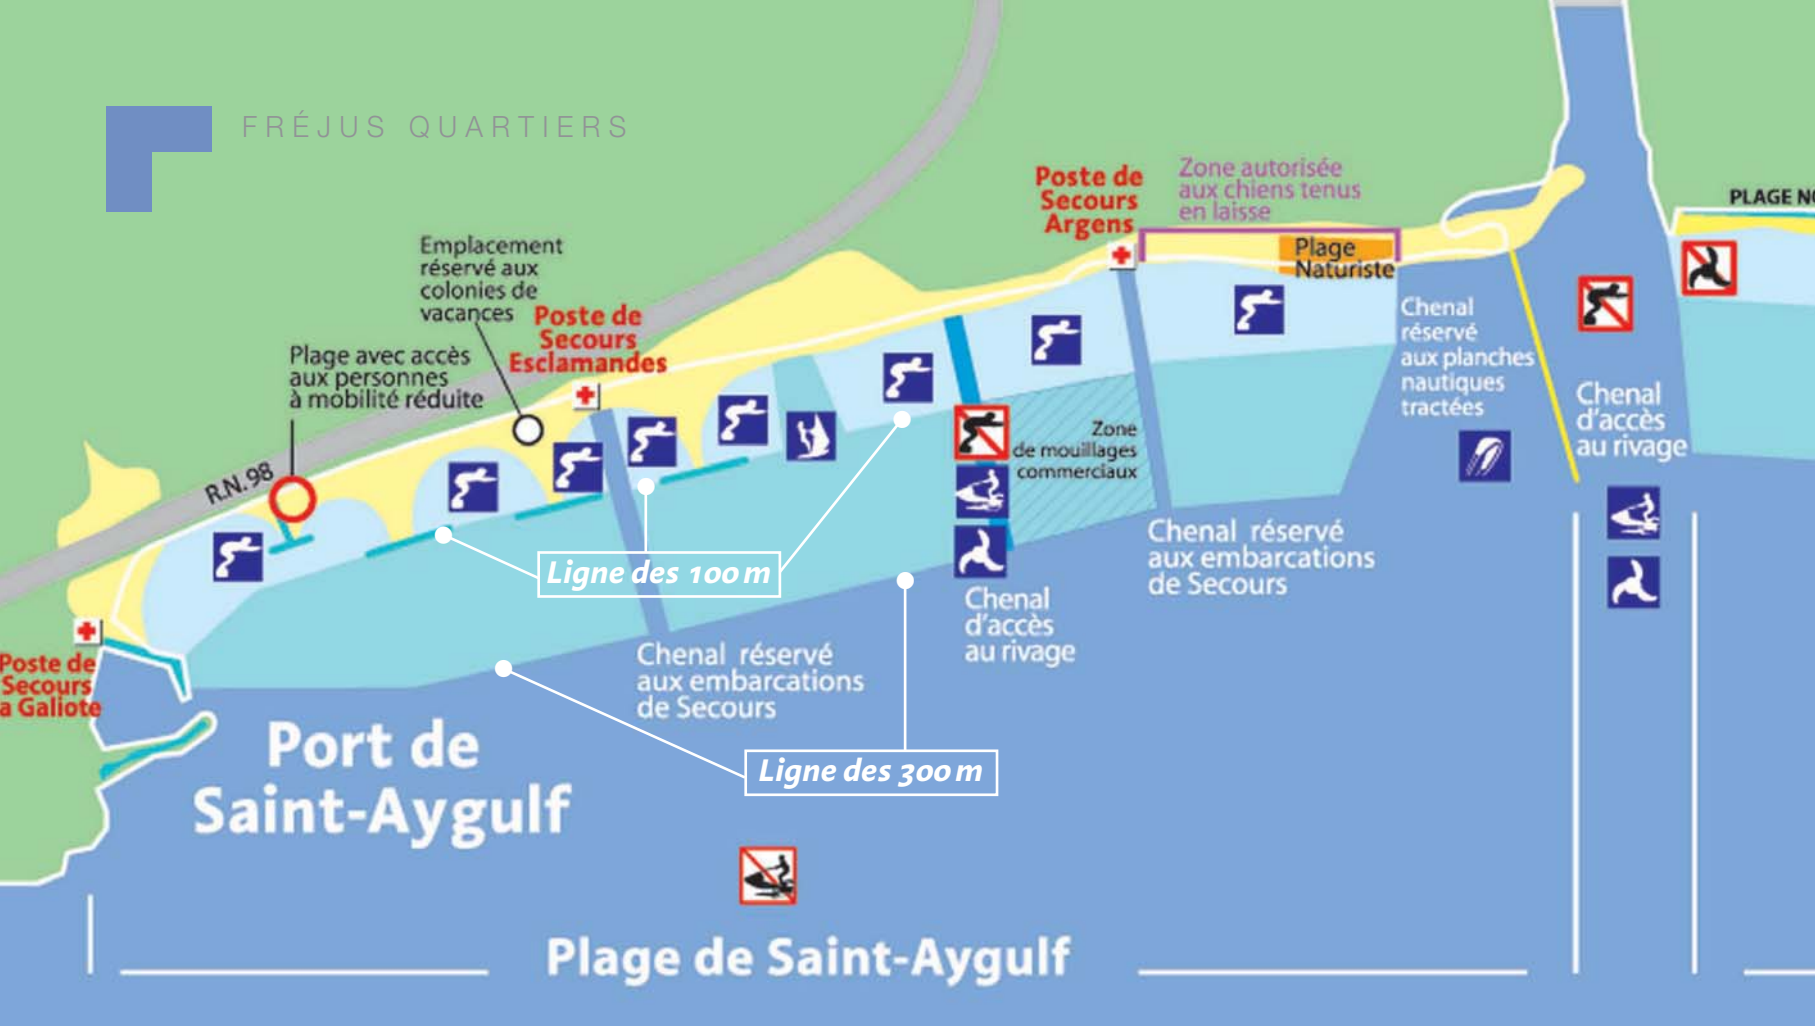 FRÉJUS QUARTIERS
Zone autorisée
aux chiens tenus
en laisse
Poste de
Secours
Argens
PLAGE
Plage
Naturiste
Emplacement
réservé aux
colonies de
vacances
Poste de
Secours
Esclamandes
Plage avec accès
aux personnes
à mobilité réduite
R.N. 98
Chenal
réservé
aux planches
nautiques
tractées
Chenal
d'accès
au rivage
Zone
de mouillages
commerciaux
Chenal réservé
aux embarcations
de Secours
Ligne des 100 m
Chenal
d'accès
au rivage
Chenal réservé
aux embarcations
de Secours
Poste de
Secours
a Galiote
Port de
Saint-Aygulf
Ligne des 300 m
Plage de Saint-Aygulf